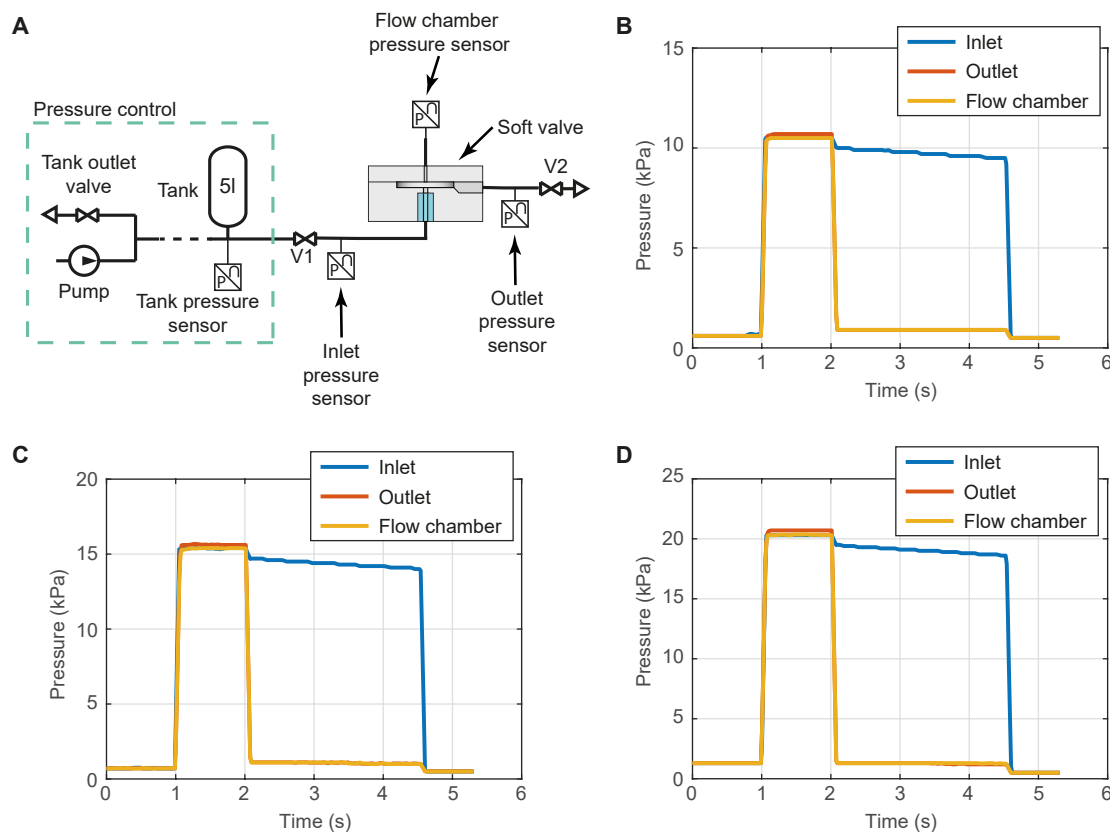 A
Flow chamber
pressure sensor
Pressure control
Tank outlet
valve
Tank
5l
P
Soft valve
V2
V1
P
P
P
Pump
Tank pressure
sensor
Inlet
pressure
sensor
Outlet
pressure
sensor
B
Inlet
Outlet
Flow chamber
15
10
5
0
Pressure (kPa)
0 1 2 3 4 5 6
Time (s)
C
Inlet
Outlet
Flow chamber
20
15
10
5
0
Pressure (kPa)
0 1 2 3 4 5 6
Time (s)
D
Inlet
Outlet
Flow chamber
25
20
15
10
5
0
Pressure (kPa)
0 1 2 3 4 5 6
Time (s)